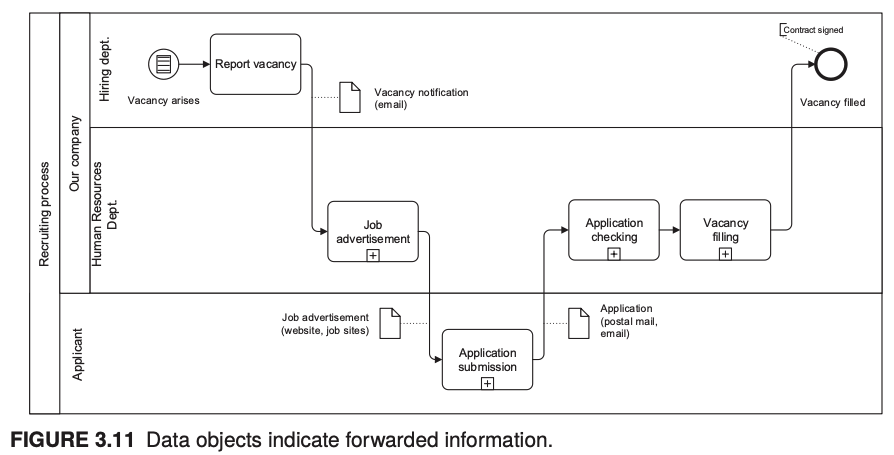 Recruiting process
Our company
Hiring dept.
Vacancy arises
Report vacancy
Vacancy notification
(email)
Contract signed
Vacancy filled
Human Resources
Dept.
Job
advertisement
Application
checking
Vacancy
filling
Applicant
Job advertisement
(website, job sites)
Application
submission
Application
(postal mail,
email)
FIGURE 3.11 Data objects indicate forwarded information.